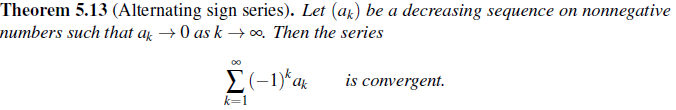 Theorem 5.13 (Alternating sign series). Let (a_k) be a decreasing sequence on nonnegative
numbers such that a_k → 0 as k → ∞. Then the series
∑_{k=1}^{∞} (−1)^k a_k is convergent.